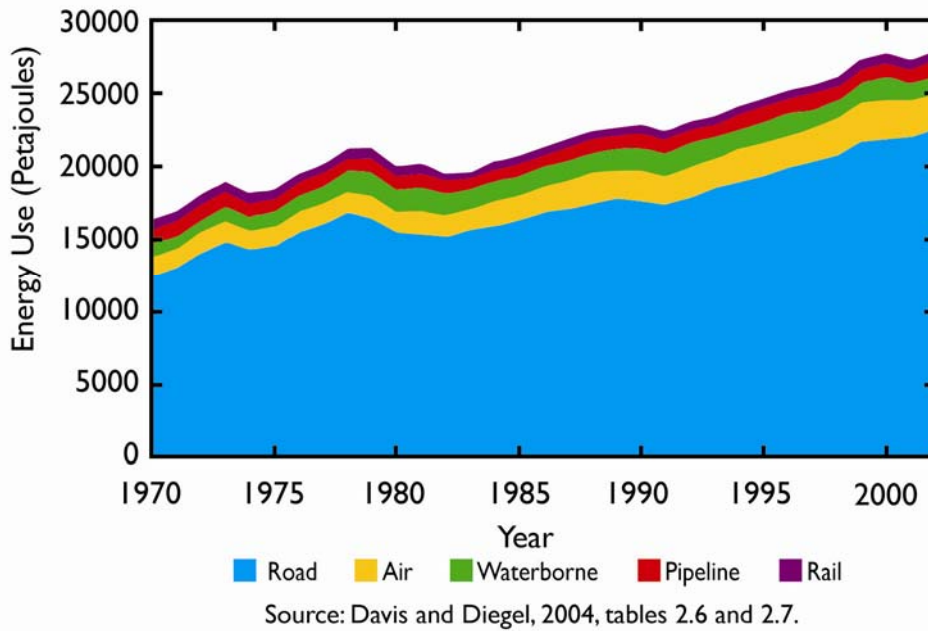 Energy Use (Petajoules)
30000
25000
20000
15000
10000
5000
0
1970 1975 1980 1985 1990 1995 2000
Year
Road Air Waterborne Pipeline Rail
Source: Davis and Diegel, 2004, tables 2.6 and 2.7.